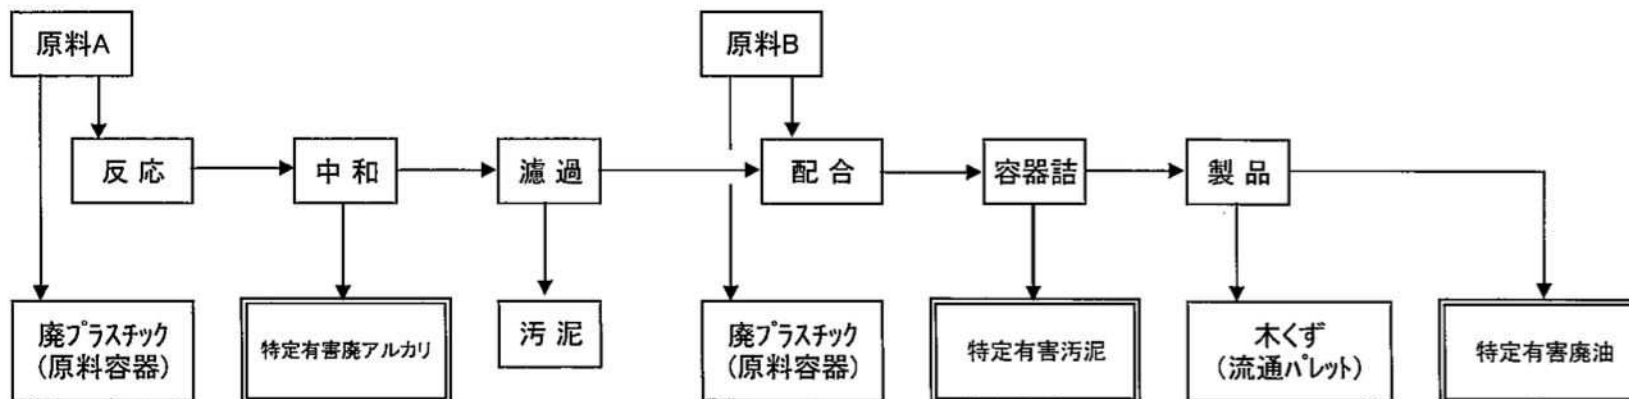 原料A
原料B
反応
中和
濾過
配合
容器詰
製品
廃プラスチック
(原料容器)
特定有害廃アルカリ
汚泥
廃プラスチック
(原料容器)
特定有害汚泥
木くず
(流通パレット)
特定有害廃油